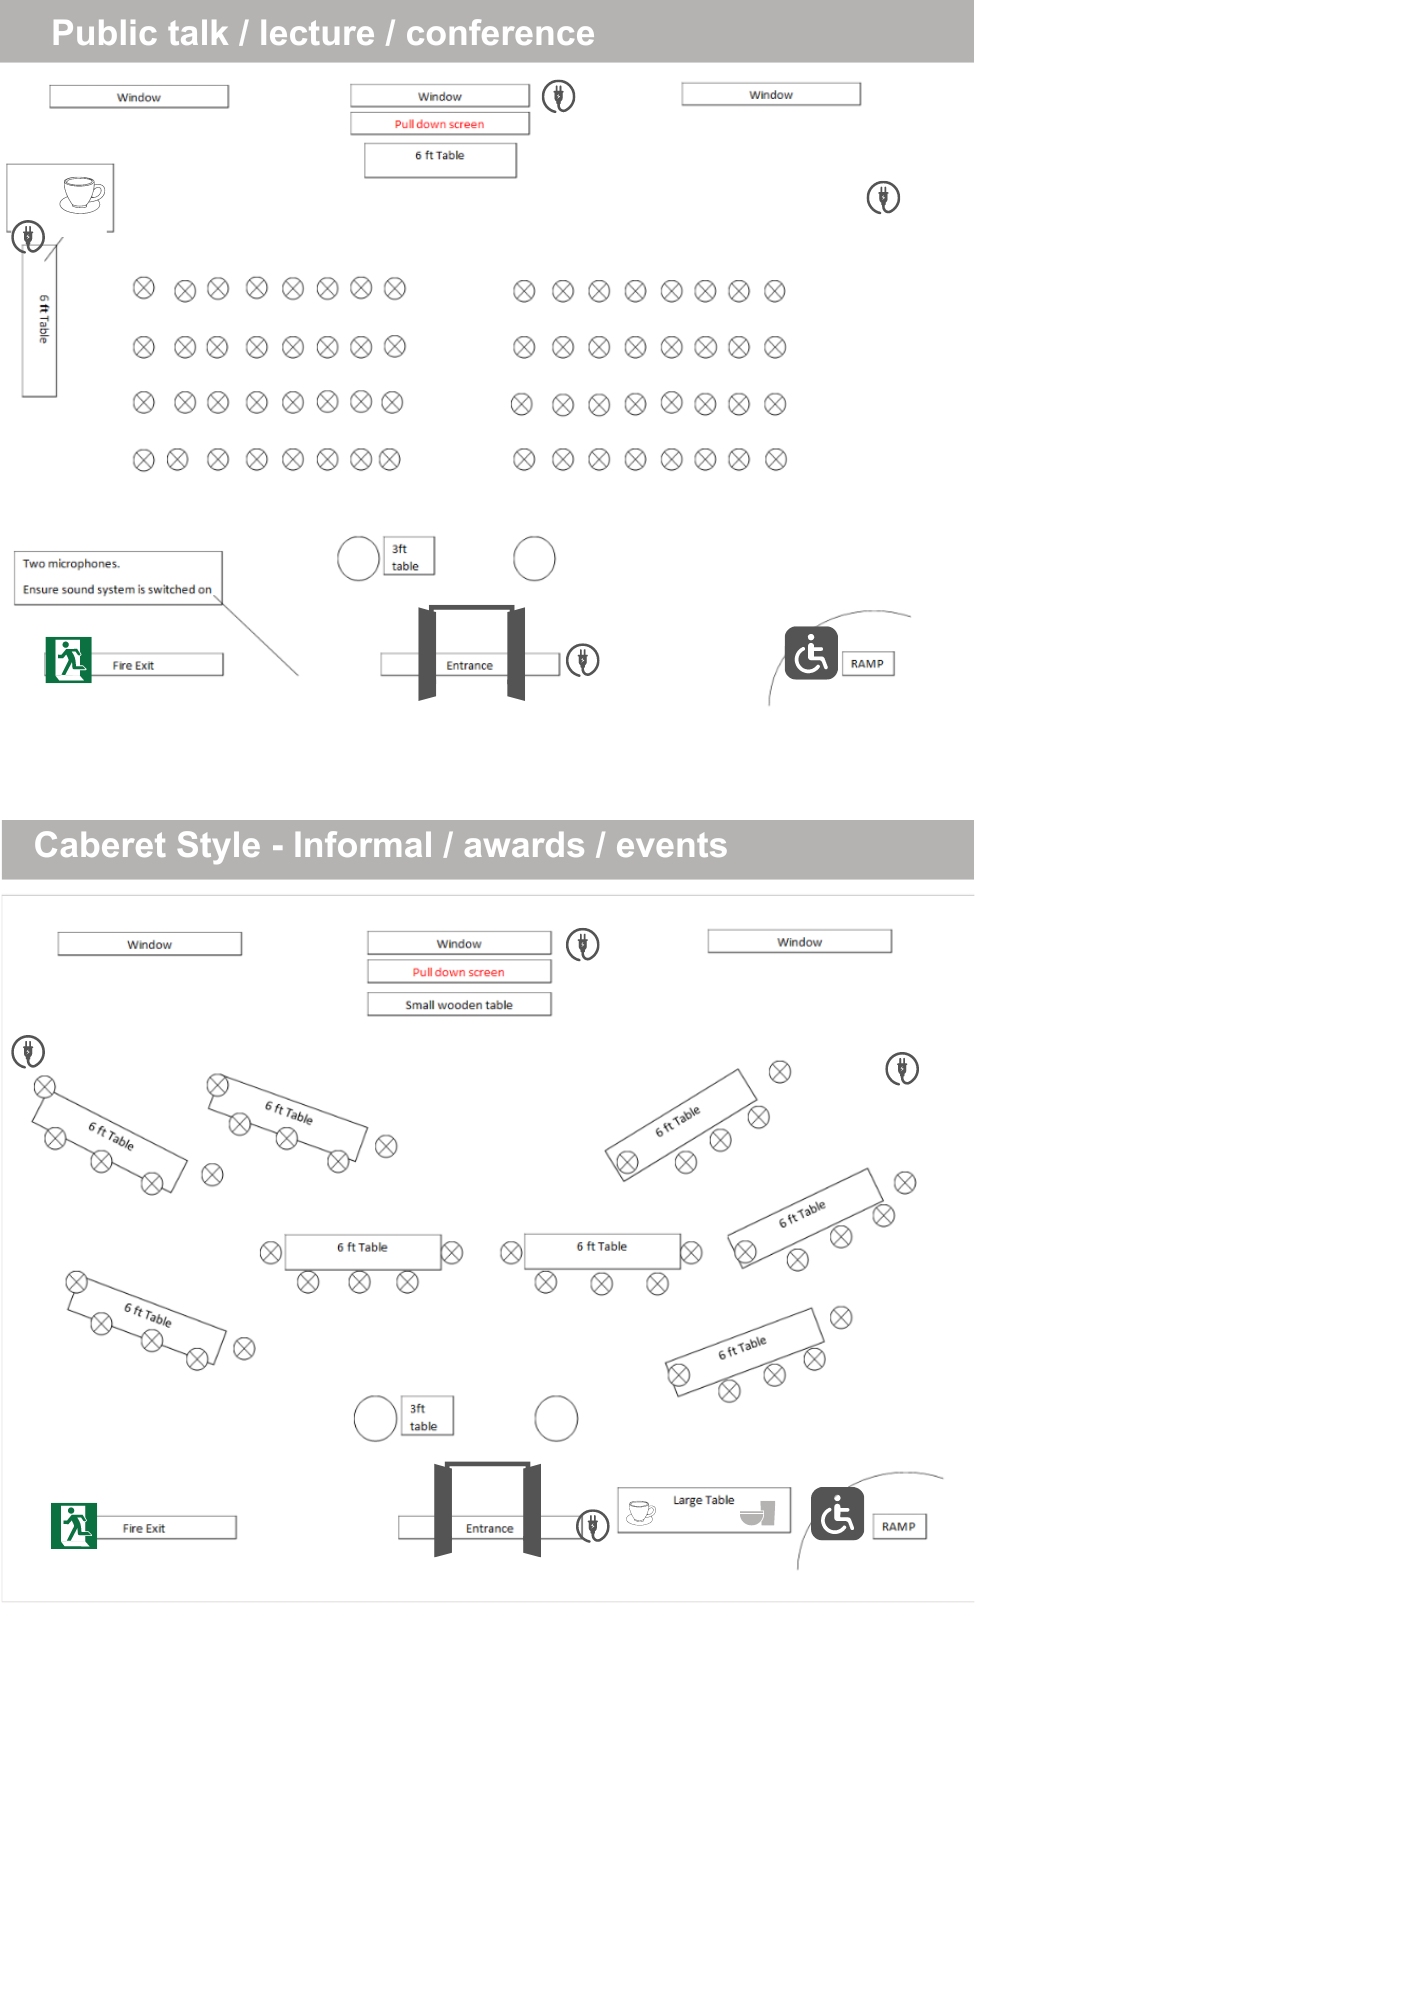 Public talk / lecture / conference
Window
Window
Window
Pull down screen
6 ft Table
6 ft Table
Two microphones.
Ensure sound system is switched on
3ft
table
Fire Exit
Entrance
RAMP
Caberet Style - Informal / awards / events
Window
Window
Window
Pull down screen
Small wooden table
6 ft Table
6 ft Table
6 ft Table
6 ft Table
6 ft Table
6 ft Table
6 ft Table
6 ft Table
3ft
table
Large Table
Fire Exit
Entrance
RAMP